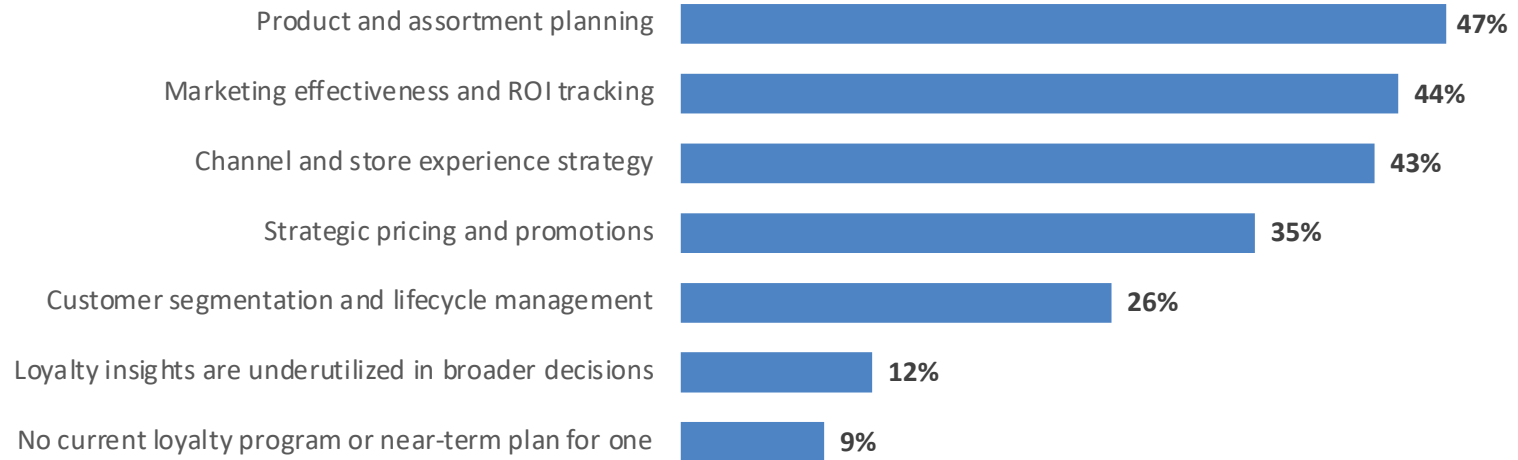 Product and assortment planning 47%
Marketing effectiveness and ROI tracking 44%
Channel and store experience strategy 43%
Strategic pricing and promotions 35%
Customer segmentation and lifecycle management 26%
Loyalty insights are underutilized in broader decisions 12%
No current loyalty program or near-term plan for one 9%